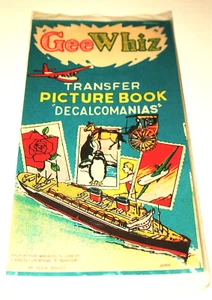 Gee Whiz
TRANSFER
PICTURE BOOK
"DECALCOMANIAS"